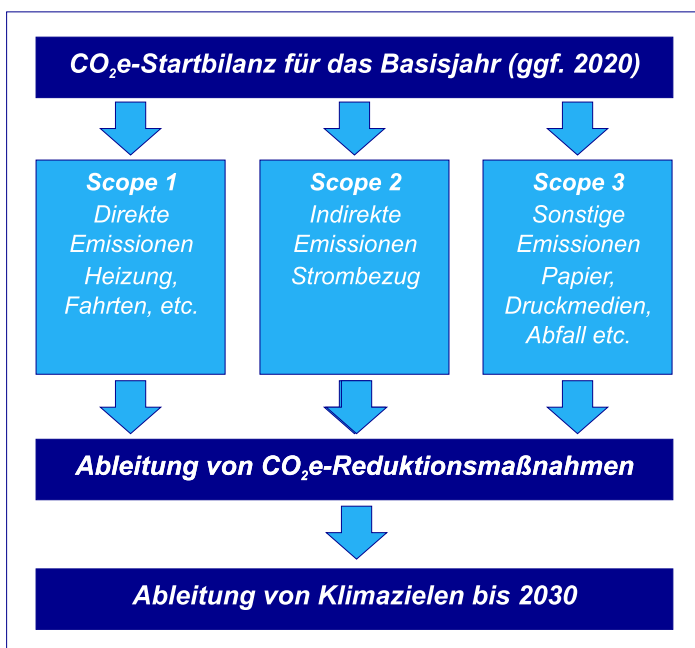 CO₂e-Startbilanz für das Basisjahr (ggf. 2020)
Scope 1
Direkte
Emissionen
Heizung,
Fahrten, etc.
Scope 2
Indirekte
Emissionen
Strombezug
Scope 3
Sonstige
Emissionen
Papier,
Druckmedien,
Abfall etc.
Ableitung von CO₂e-Reduktionsmaßnahmen
Ableitung von Klimazielen bis 2030